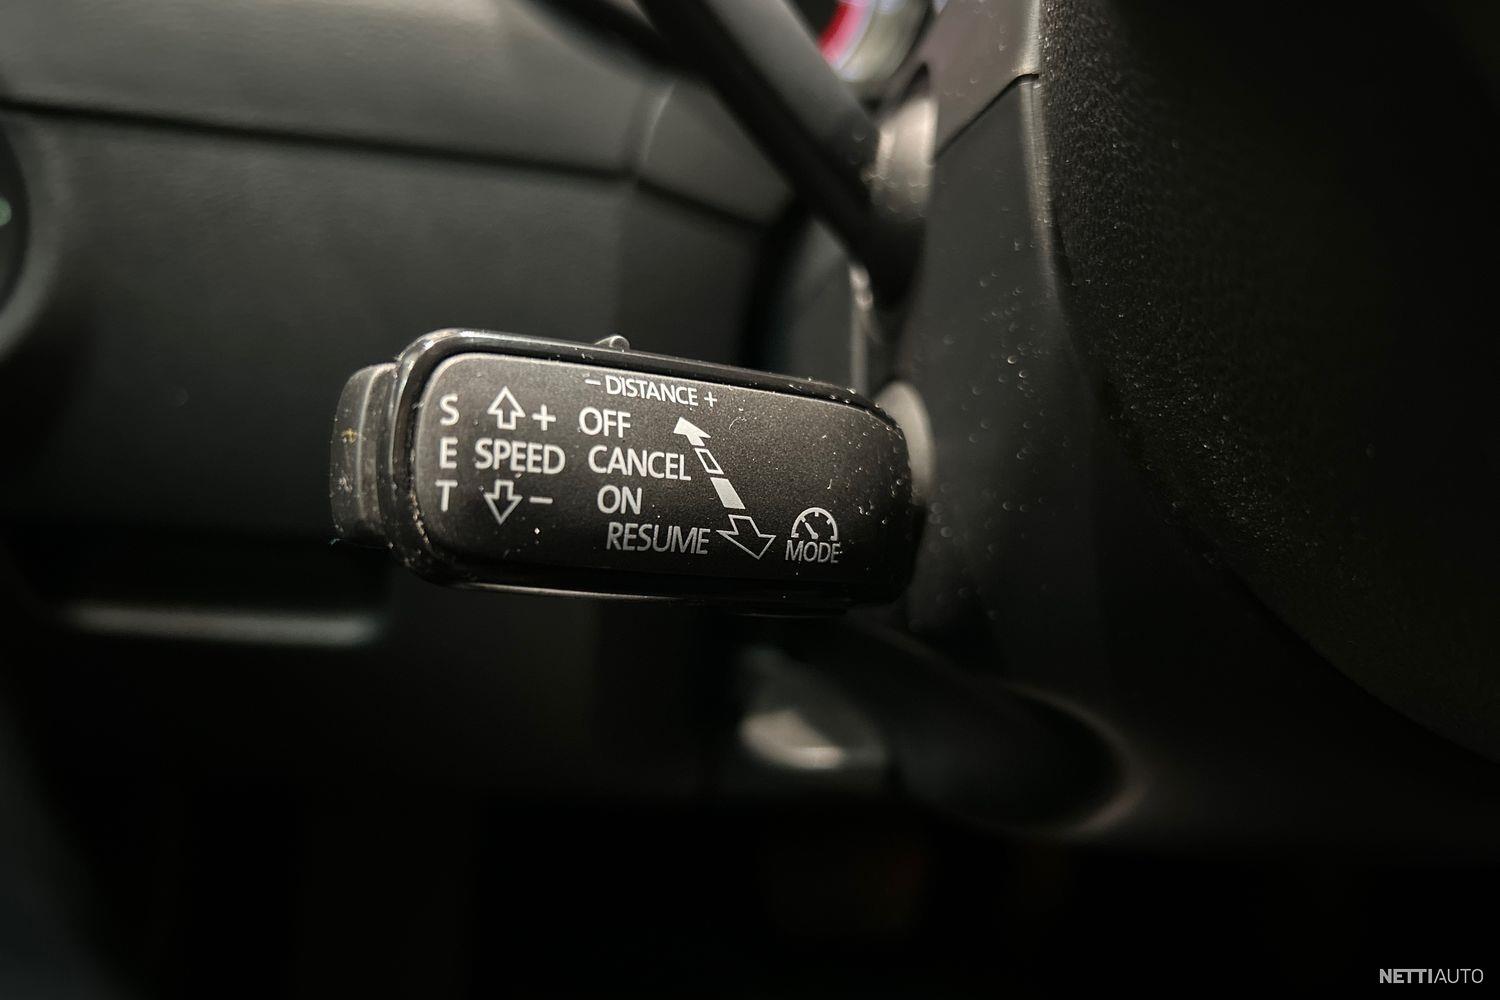 − DISTANCE +
S + OFF
E SPEED CANCEL
T − ON
RESUME
MODE
NETTIAUTO